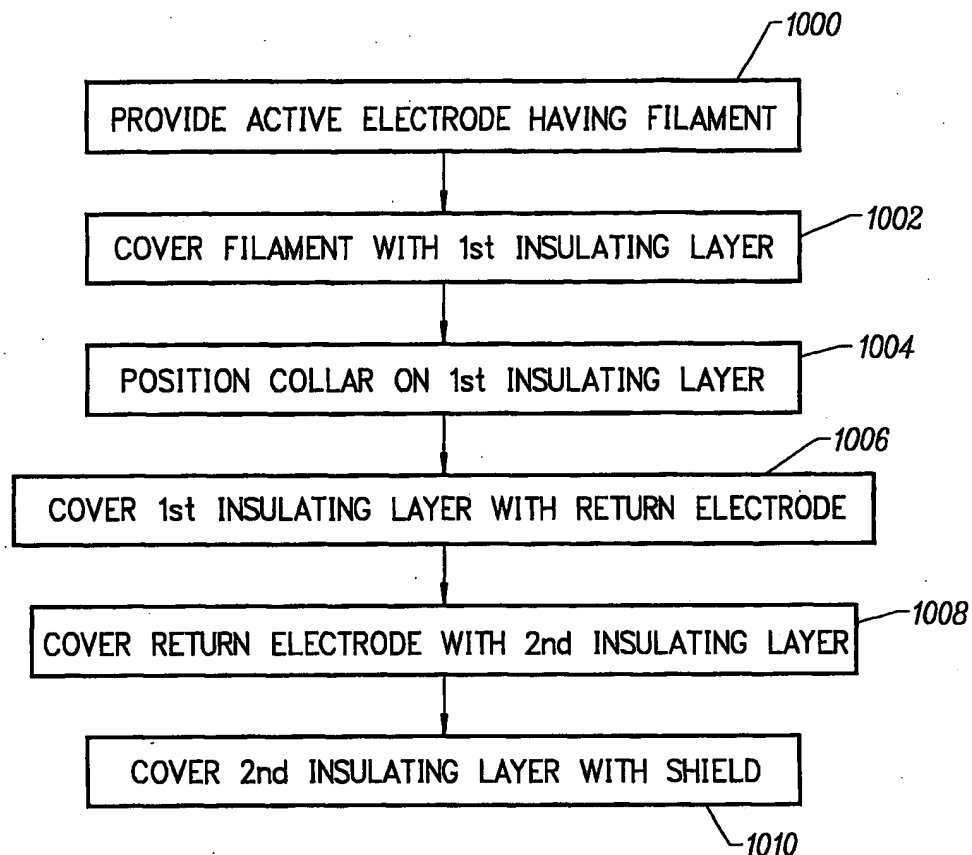 1000
PROVIDE ACTIVE ELECTRODE HAVING FILAMENT
1002
COVER FILAMENT WITH 1st INSULATING LAYER
1004
POSITION COLLAR ON 1st INSULATING LAYER
1006
COVER 1st INSULATING LAYER WITH RETURN ELECTRODE
1008
COVER RETURN ELECTRODE WITH 2nd INSULATING LAYER
COVER 2nd INSULATING LAYER WITH SHIELD
1010